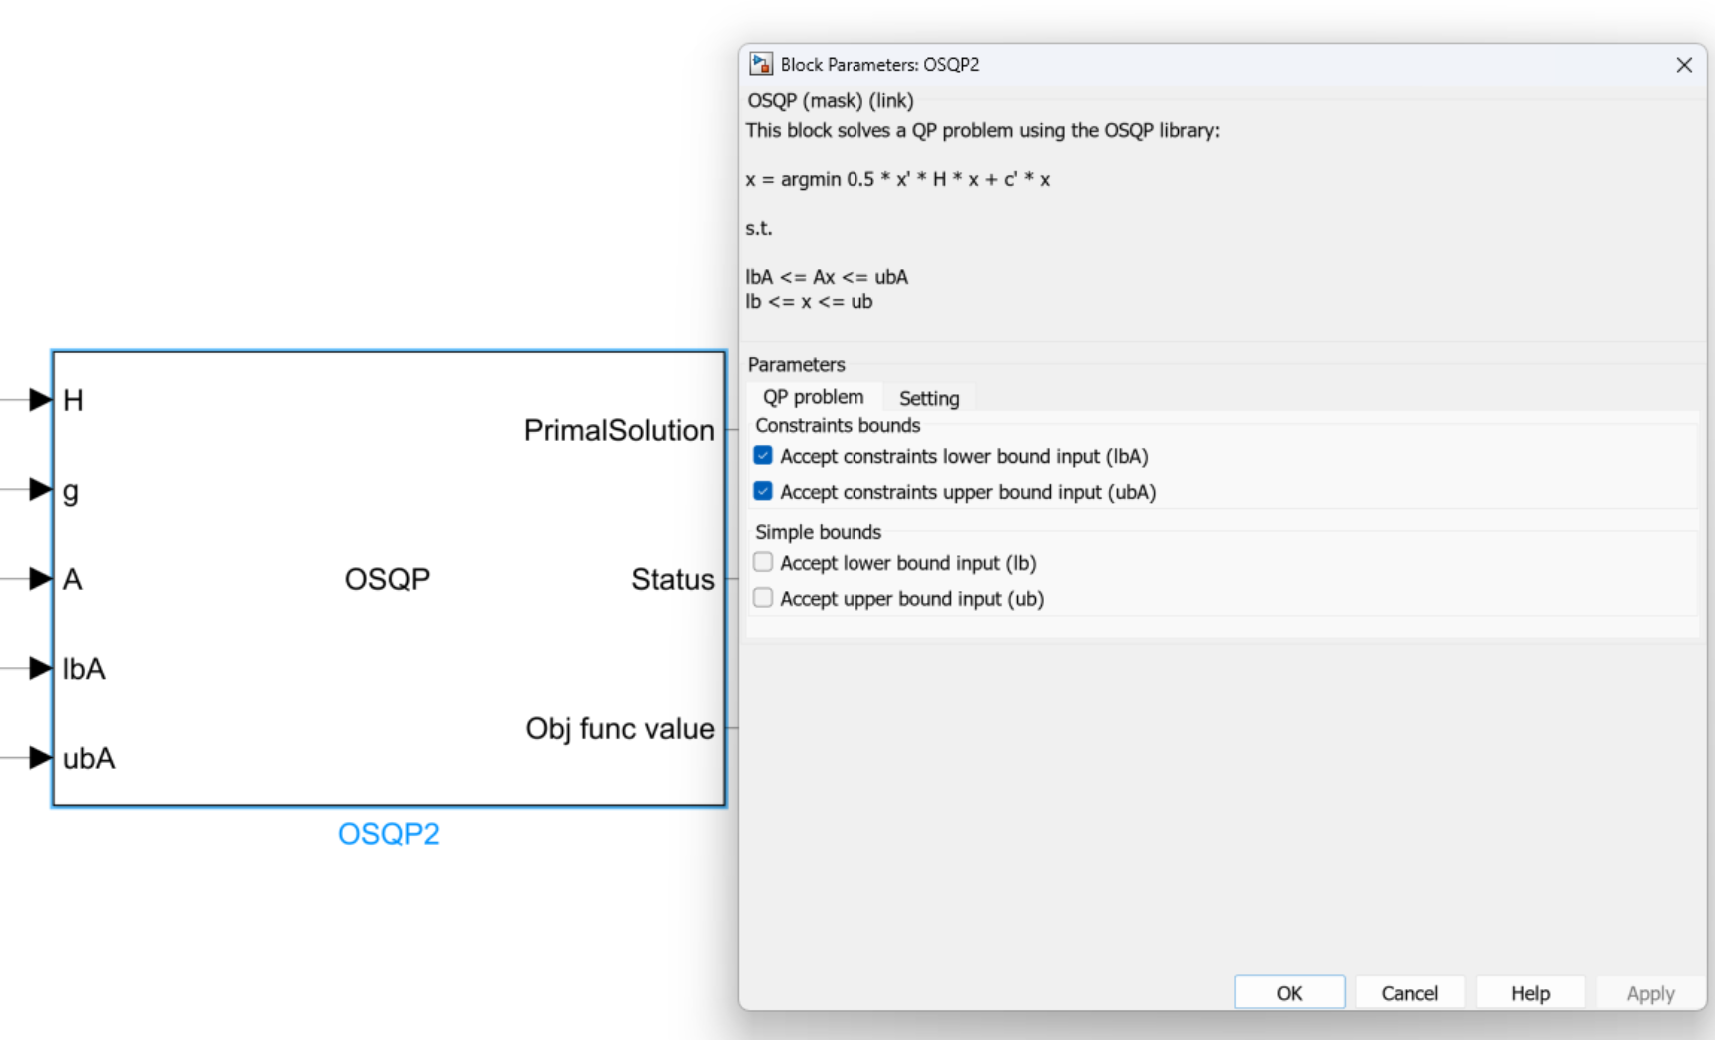 H
g
A
lbA
ubA
OSQP
PrimalSolution
Status
Obj func value
OSQP2
Block Parameters: OSQP2
OSQP (mask) (link)
This block solves a QP problem using the OSQP library:
x = argmin 0.5 * x' * H * x + c' * x
s.t.
lbA <= Ax <= ubA
lb <= x <= ub
Parameters
QP problem Setting
Constraints bounds
Accept constraints lower bound input (lbA)
Accept constraints upper bound input (ubA)
Simple bounds
Accept lower bound input (lb)
Accept upper bound input (ub)
OK Cancel Help Apply